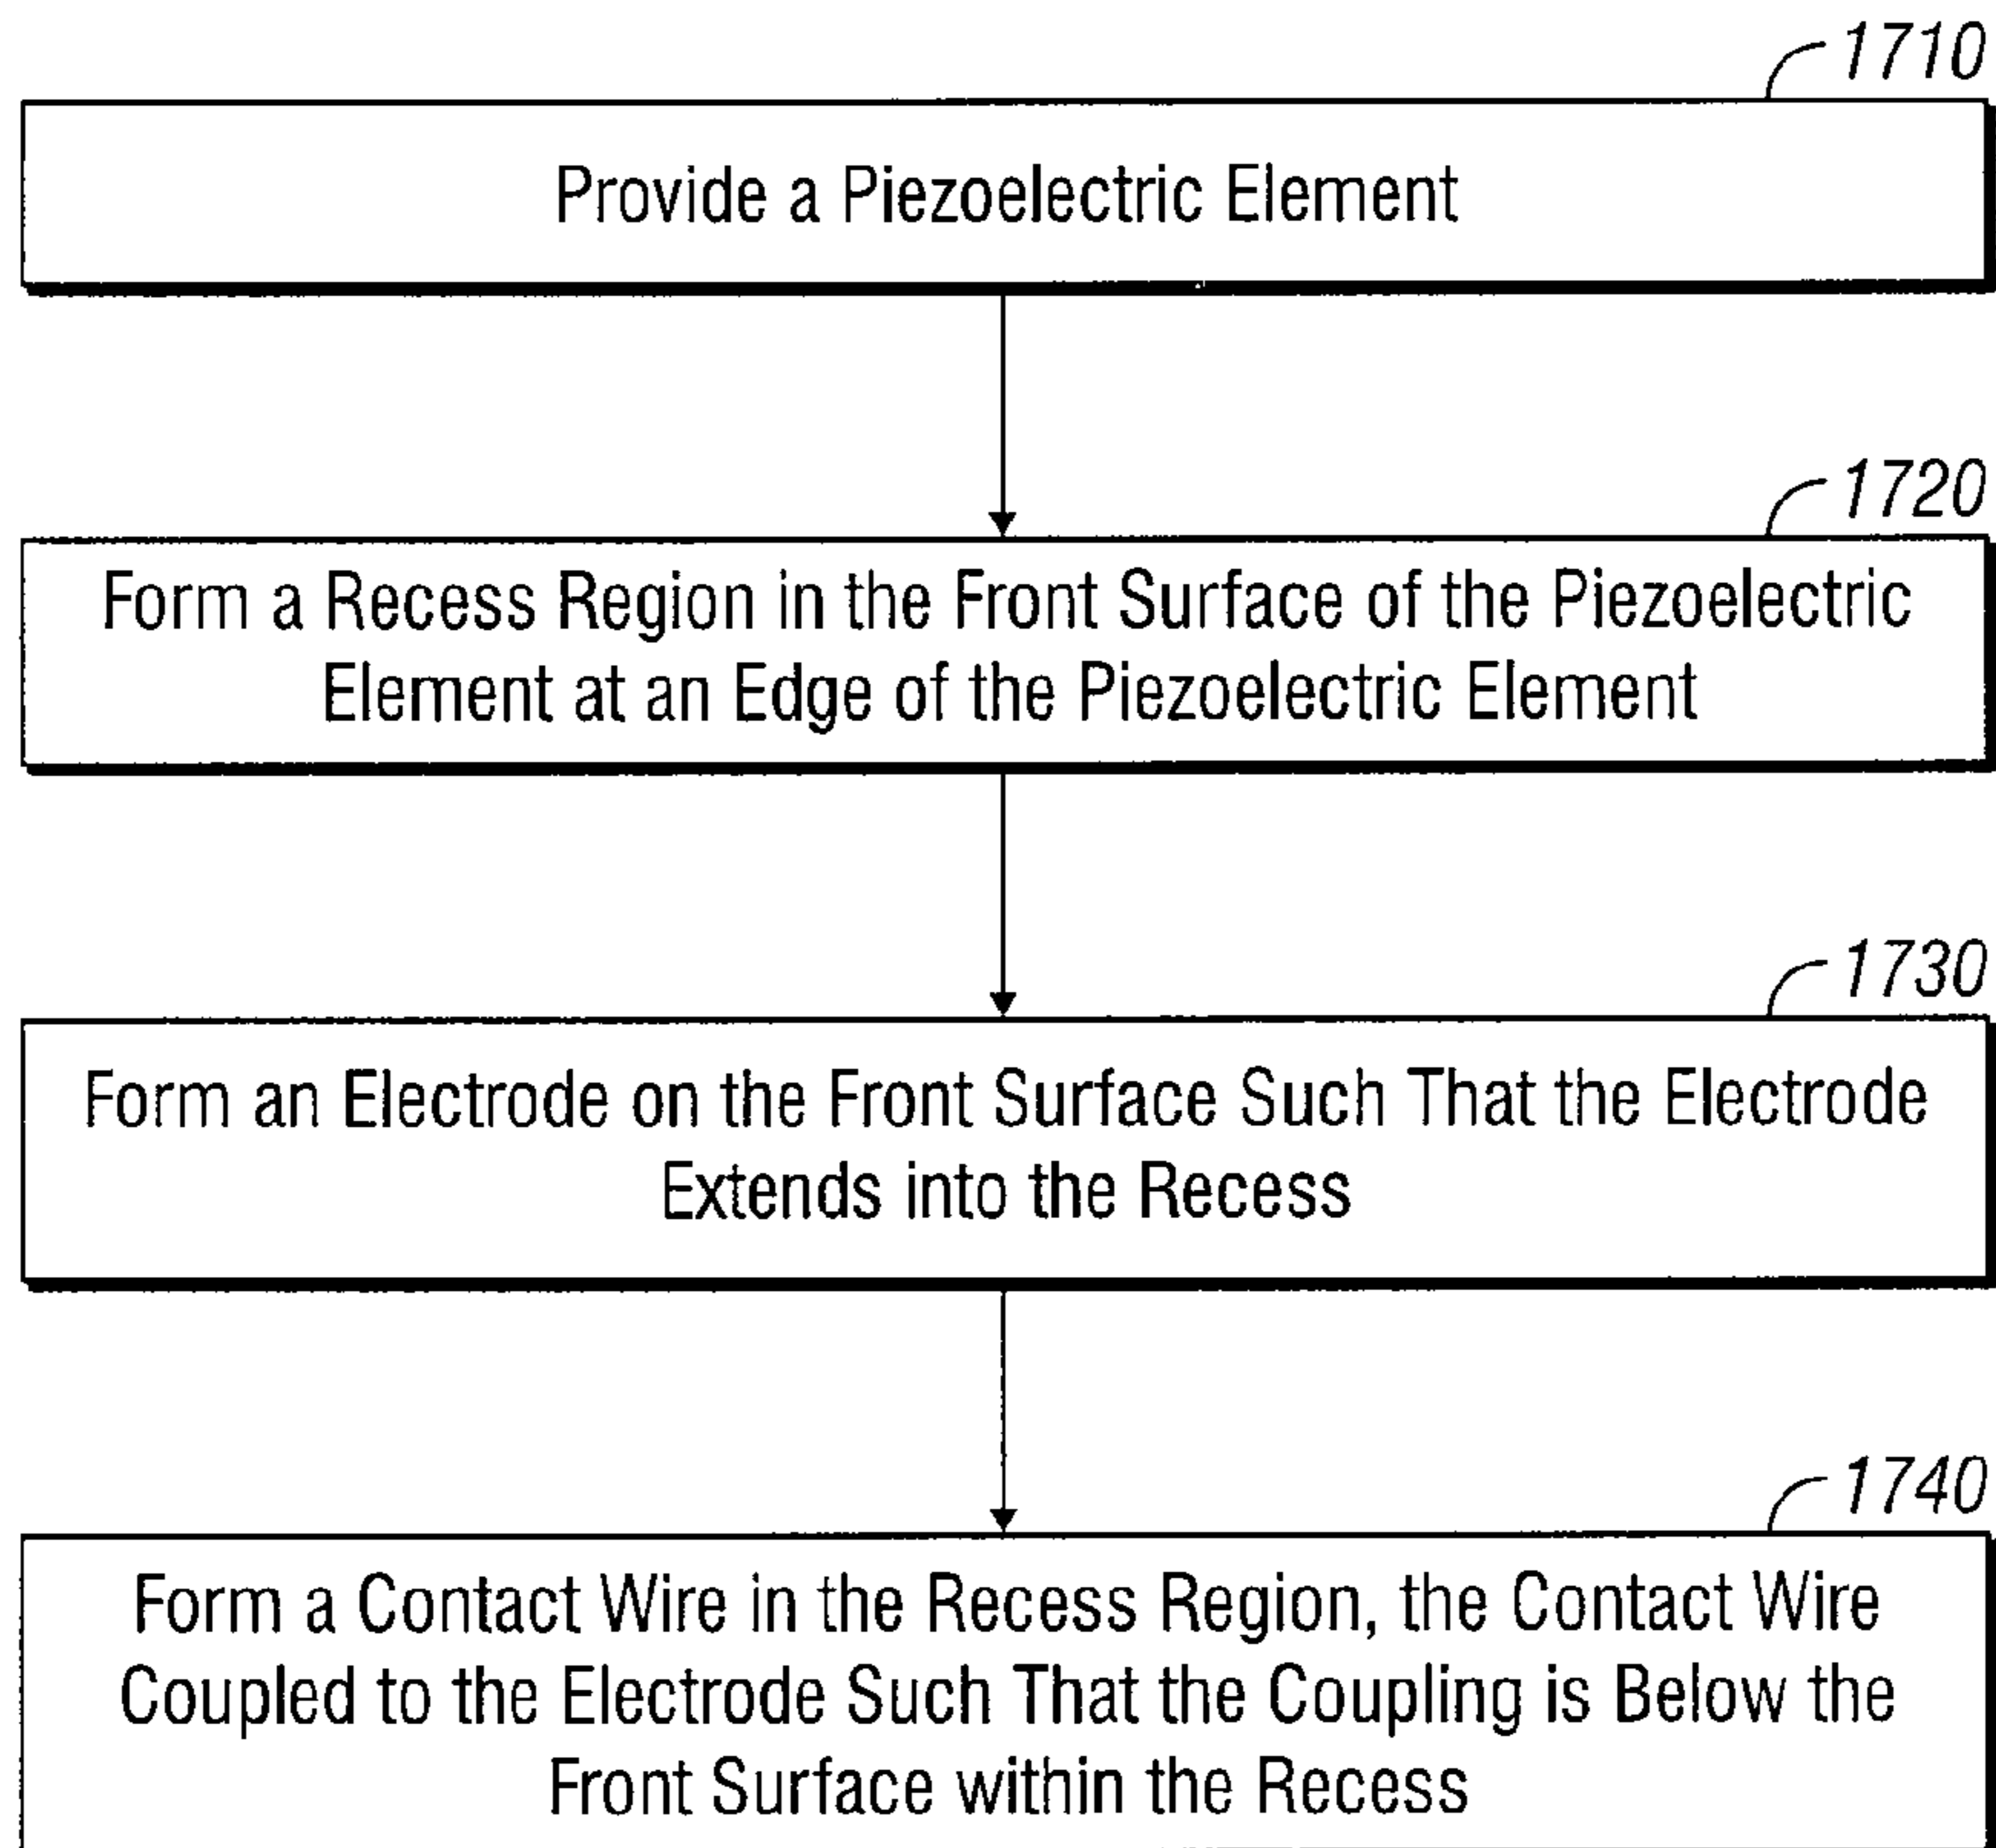 1710
Provide a Piezoelectric Element
1720
Form a Recess Region in the Front Surface of the Piezoelectric
Element at an Edge of the Piezoelectric Element
1730
Form an Electrode on the Front Surface Such That the Electrode
Extends into the Recess
1740
Form a Contact Wire in the Recess Region, the Contact Wire
Coupled to the Electrode Such That the Coupling is Below the
Front Surface within the Recess